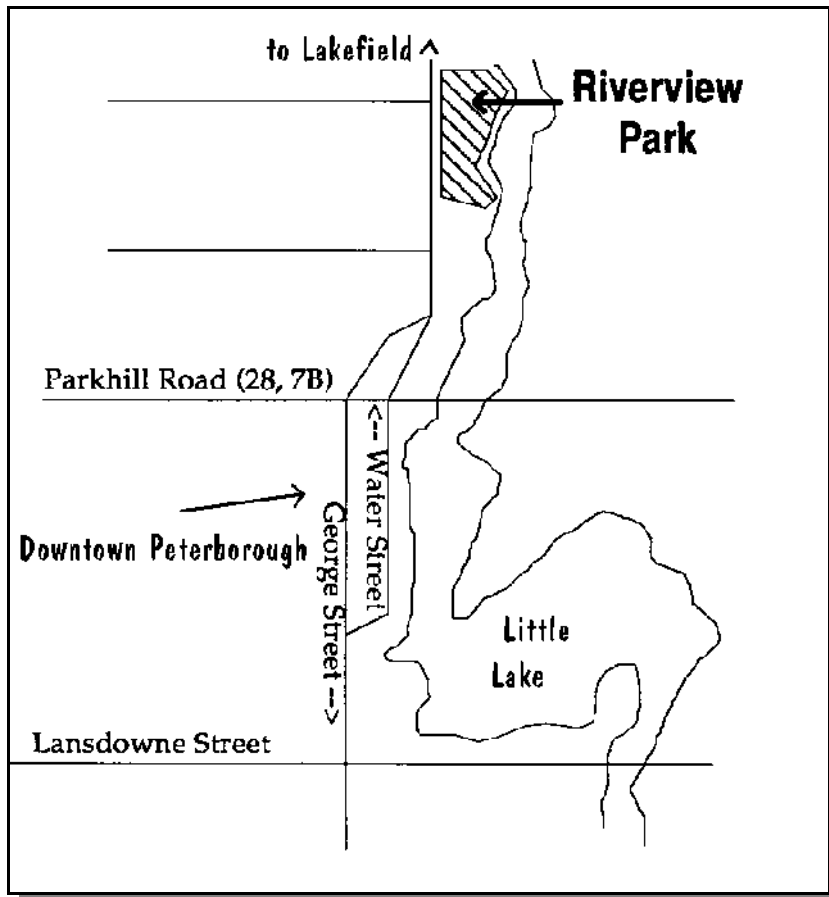 to Lakefield
Riverview
Park
Parkhill Road (28, 7B)
<-- Water Street
George Street -->
Downtown Peterborough
Little
Lake
Lansdowne Street